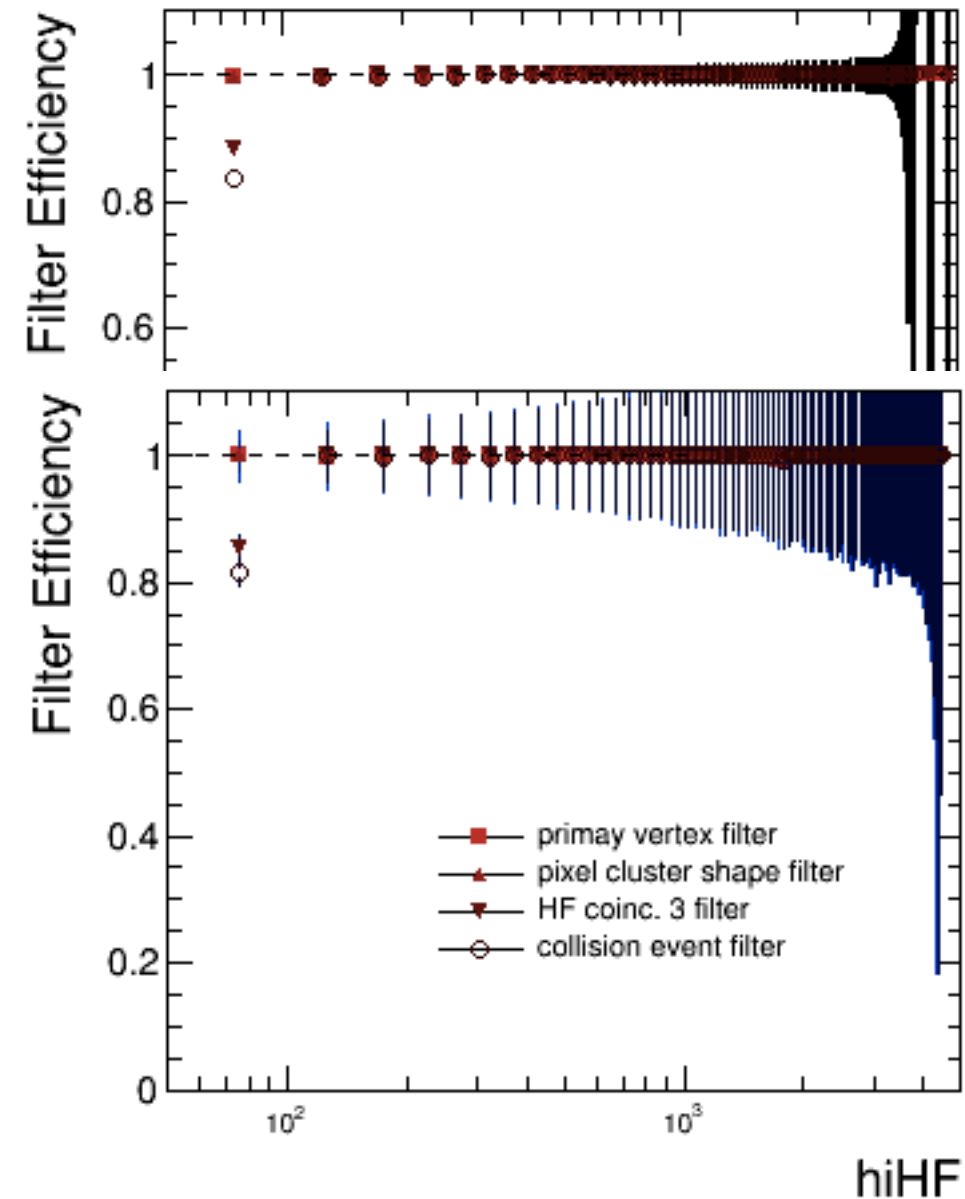 Filter Efficiency
1
0.8
0.6
Filter Efficiency
1
0.8
0.6
0.4
0.2
0
primay vertex filter
pixel cluster shape filter
HF coinc. 3 filter
collision event filter
10²
10³
hiHF